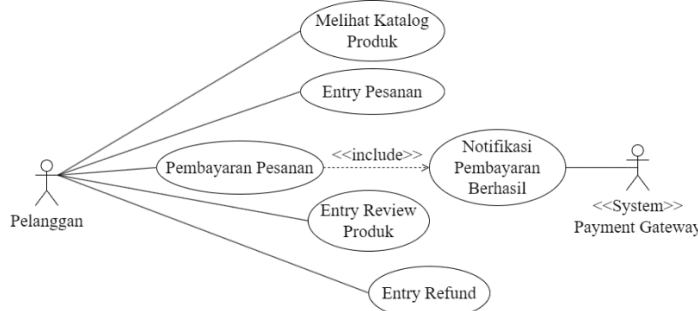 Melihat Katalog
Produk
Entry Pesanan
Pembayaran Pesanan
<<include>>
Notifikasi
Pembayaran
Berhasil
Pelanggan
Entry Review
Produk
<<System>>
Payment Gateway
Entry Refund